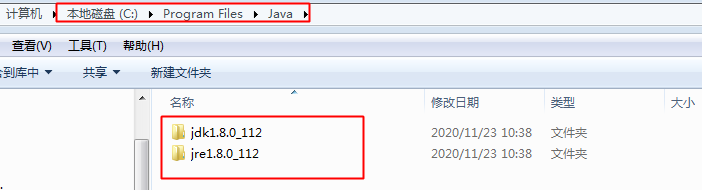 计算机 本地磁盘 (C:) Program Files Java
查看(V) 工具(T) 帮助(H)
含到库中 共享 新建文件夹
名称 修改日期 类型 大小
jdk1.8.0_112 2020/11/23 10:38 文件夹
jre1.8.0_112 2020/11/23 10:38 文件夹